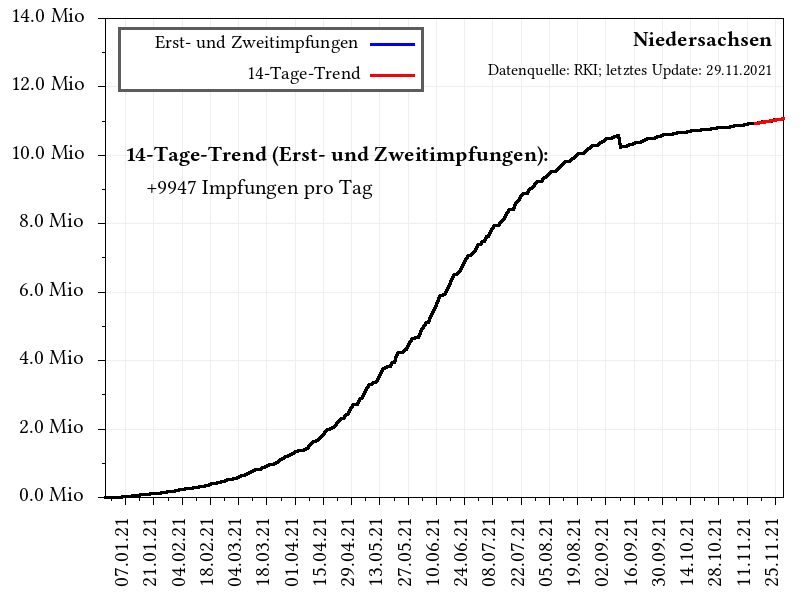 14.0 Mio
12.0 Mio
10.0 Mio
8.0 Mio
6.0 Mio
4.0 Mio
2.0 Mio
0.0 Mio
Erst- und Zweitimpfungen
14-Tage-Trend
Niedersachsen
Datenquelle: RKI; letztes Update: 29.11.2021
14-Tage-Trend (Erst- und Zweitimpfungen):
+9947 Impfungen pro Tag
07.01.21
21.01.21
04.02.21
18.02.21
04.03.21
18.03.21
01.04.21
15.04.21
29.04.21
13.05.21
27.05.21
10.06.21
24.06.21
08.07.21
22.07.21
05.08.21
19.08.21
02.09.21
16.09.21
30.09.21
14.10.21
28.10.21
11.11.21
25.11.21